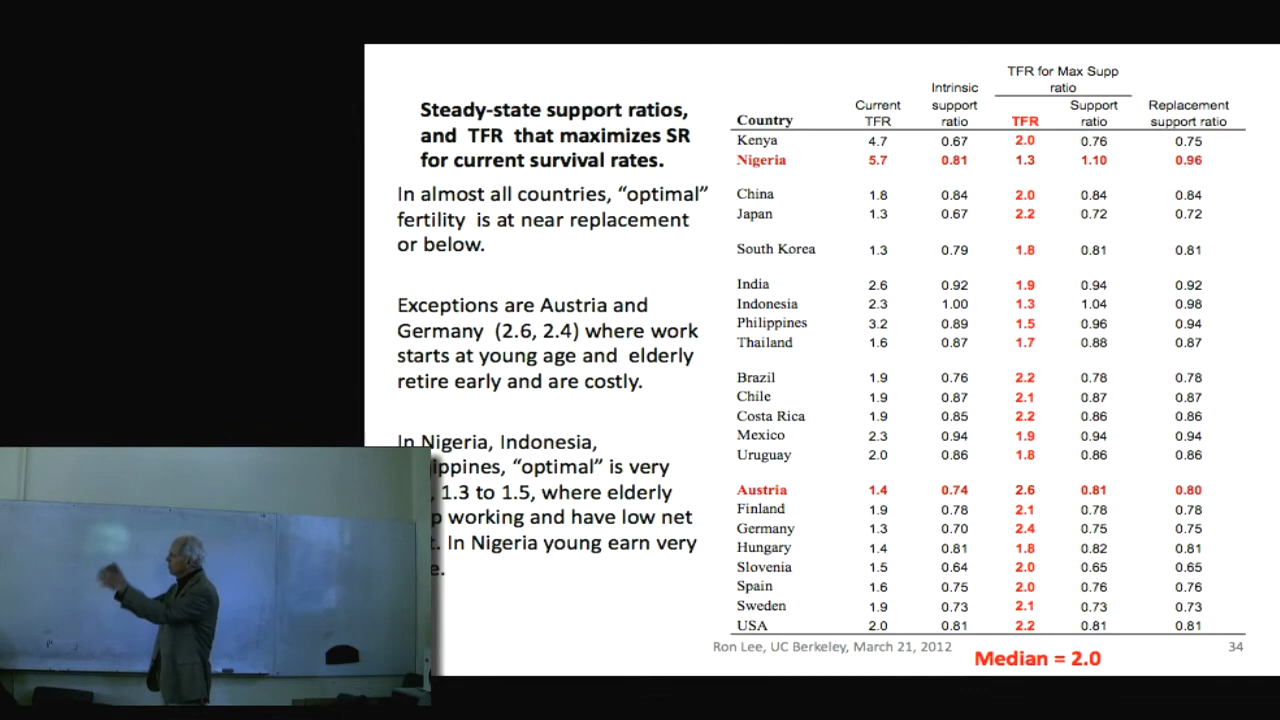 Steady-state support ratios,
and TFR that maximizes SR
for current survival rates.
In almost all countries, “optimal”
fertility is at near replacement
or below.
Exceptions are Austria and
Germany (2.6, 2.4) where work
starts at young age and elderly
retire early and are costly.
In Nigeria, Indonesia,
ippines, “optimal” is very
, 1.3 to 1.5, where elderly
p working and have low net
t. In Nigeria young earn very
e.
TFR for Max Supp
ratio
Country Current TFR Intrinsic support ratio TFR Support ratio Replacement support ratio
Kenya 4.7 0.67 2.0 0.76 0.75
Nigeria 5.7 0.81 1.3 1.10 0.96
China 1.8 0.84 2.0 0.84 0.84
Japan 1.3 0.67 2.2 0.72 0.72
South Korea 1.3 0.79 1.8 0.81 0.81
India 2.6 0.92 1.9 0.94 0.92
Indonesia 2.3 1.00 1.3 1.04 0.98
Philippines 3.2 0.89 1.5 0.96 0.94
Thailand 1.6 0.87 1.7 0.88 0.87
Brazil 1.9 0.76 2.2 0.78 0.78
Chile 1.9 0.87 2.1 0.87 0.87
Costa Rica 1.9 0.85 2.2 0.86 0.86
Mexico 2.3 0.94 1.9 0.94 0.94
Uruguay 2.0 0.86 1.8 0.86 0.86
Austria 1.4 0.74 2.6 0.81 0.80
Finland 1.9 0.78 2.1 0.78 0.78
Germany 1.3 0.70 2.4 0.75 0.75
Hungary 1.4 0.81 1.8 0.82 0.81
Slovenia 1.5 0.64 2.0 0.65 0.65
Spain 1.6 0.75 2.0 0.76 0.76
Sweden 1.9 0.73 2.1 0.73 0.73
USA 2.0 0.81 2.2 0.81 0.81
Ron Lee, UC Berkeley, March 21, 2012
34
Median = 2.0